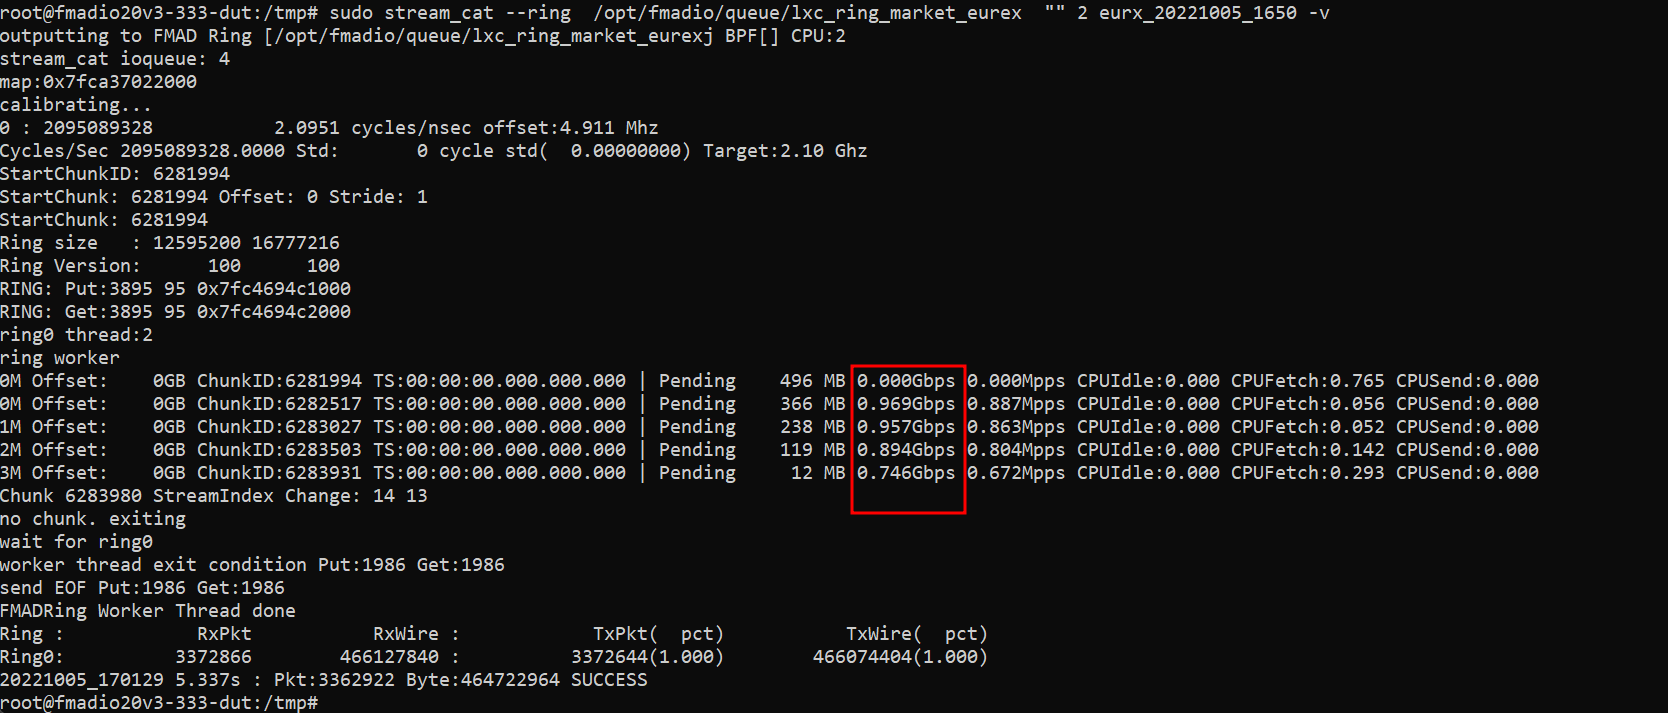 root@fmadio20v3-333-dut:/tmp# sudo stream_cat --ring  /opt/fmadio/queue/lxc_ring_market_eurex  "" 2 eurx_20221005_1650 -v
outputting to FMAD Ring [/opt/fmadio/queue/lxc_ring_market_eurexj BPF[] CPU:2
stream_cat ioqueue: 4
map:0x7fca37022000
calibrating...
0 : 2095089328           2.0951 cycles/nsec offset:4.911 Mhz
Cycles/Sec 2095089328.0000 Std:       0 cycle std(  0.00000000) Target:2.10 Ghz
StartChunkID: 6281994
StartChunk: 6281994 Offset: 0 Stride: 1
StartChunk: 6281994
Ring size   : 12595200 16777216
Ring Version:      100      100
RING: Put:3895 95 0x7fc4694c1000
RING: Get:3895 95 0x7fc4694c2000
ring0 thread:2
ring worker
0M Offset:    0GB ChunkID:6281994 TS:00:00:00.000.000.000 | Pending    496 MB 0.000Gbps 0.000Mpps CPUIdle:0.000 CPUFetch:0.765 CPUSend:0.000
0M Offset:    0GB ChunkID:6282517 TS:00:00:00.000.000.000 | Pending    366 MB 0.969Gbps 0.887Mpps CPUIdle:0.000 CPUFetch:0.056 CPUSend:0.000
1M Offset:    0GB ChunkID:6283027 TS:00:00:00.000.000.000 | Pending    238 MB 0.957Gbps 0.863Mpps CPUIdle:0.000 CPUFetch:0.052 CPUSend:0.000
2M Offset:    0GB ChunkID:6283503 TS:00:00:00.000.000.000 | Pending    119 MB 0.894Gbps 0.804Mpps CPUIdle:0.000 CPUFetch:0.142 CPUSend:0.000
3M Offset:    0GB ChunkID:6283931 TS:00:00:00.000.000.000 | Pending     12 MB 0.746Gbps 0.672Mpps CPUIdle:0.000 CPUFetch:0.293 CPUSend:0.000
Chunk 6283980 StreamIndex Change: 14 13
no chunk. exiting
wait for ring0
worker thread exit condition Put:1986 Get:1986
send EOF Put:1986 Get:1986
FMADRing Worker Thread done
Ring :            RxPkt           RxWire :            TxPkt(  pct)           TxWire(  pct)
Ring0:          3372866        466127840 :          3372644(1.000)        466074404(1.000)
20221005_170129 5.337s : Pkt:3362922 Byte:464722964 SUCCESS
root@fmadio20v3-333-dut:/tmp#